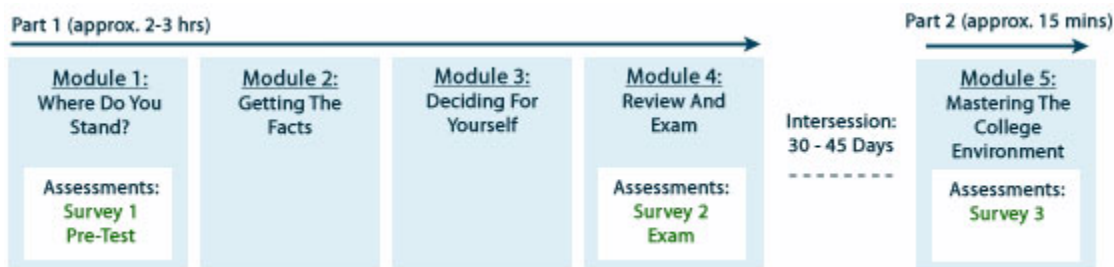 Part 1 (approx. 2-3 hrs)
Part 2 (approx. 15 mins)
Module 1:
Where Do You
Stand?
Assessments:
Survey 1
Pre-Test
Module 2:
Getting The
Facts
Module 3:
Deciding For
Yourself
Module 4:
Review And
Exam
Assessments:
Survey 2
Exam
Intersession:
30 - 45 Days
Module 5:
Mastering The
College
Environment
Assessments:
Survey 3